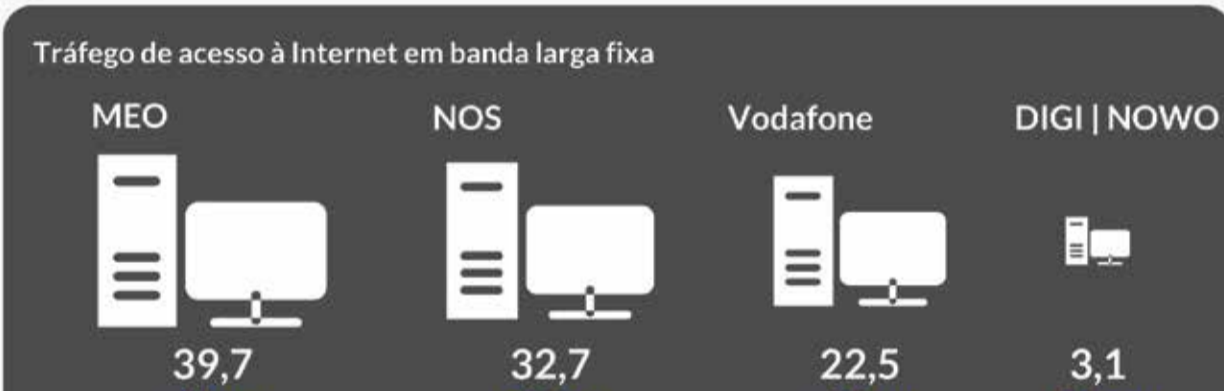 Tráfego de acesso à Internet em banda larga fixa
MEO NOS Vodafone DIGI | NOWO
39,7 32,7 22,5 3,1